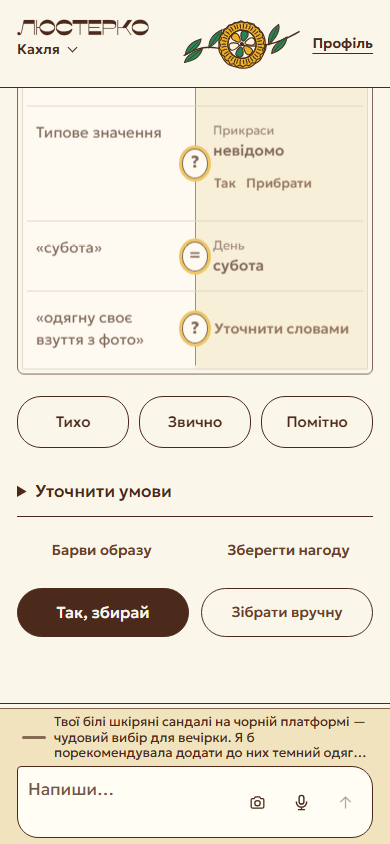 ЛЮСТЕРКО
Кахля
Профіль
Типове значення
?
Прикраси
невідомо
Так Прибрати
«субота»
=
День
субота
«одягну своє
взуття з фото»
?
Уточнити словами
Тихо
Звично
Помітно
Уточнити умови
Барви образу
Зберегти нагоду
Так, збирай
Зібрати вручну
Твої білі шкіряні сандалі на чорній платформі —
чудовий вибір для вечірки. Я б
порекомендувала додати до них темний одяг…
Напиши…